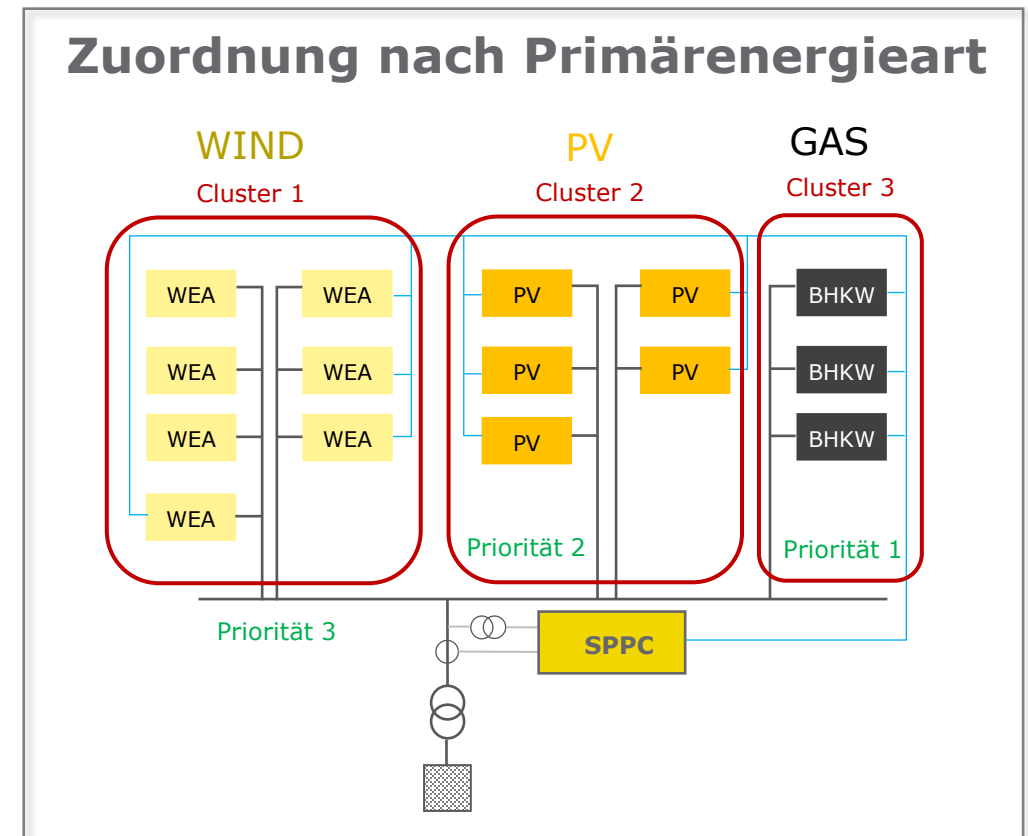 Zuordnung nach Primärenergieart
WIND
Cluster 1
PV
Cluster 2
GAS
Cluster 3
WEA
WEA
PV
PV
BHKW
WEA
WEA
PV
PV
BHKW
WEA
WEA
PV
BHKW
WEA
Priorität 2
Priorität 1
Priorität 3
SPPC